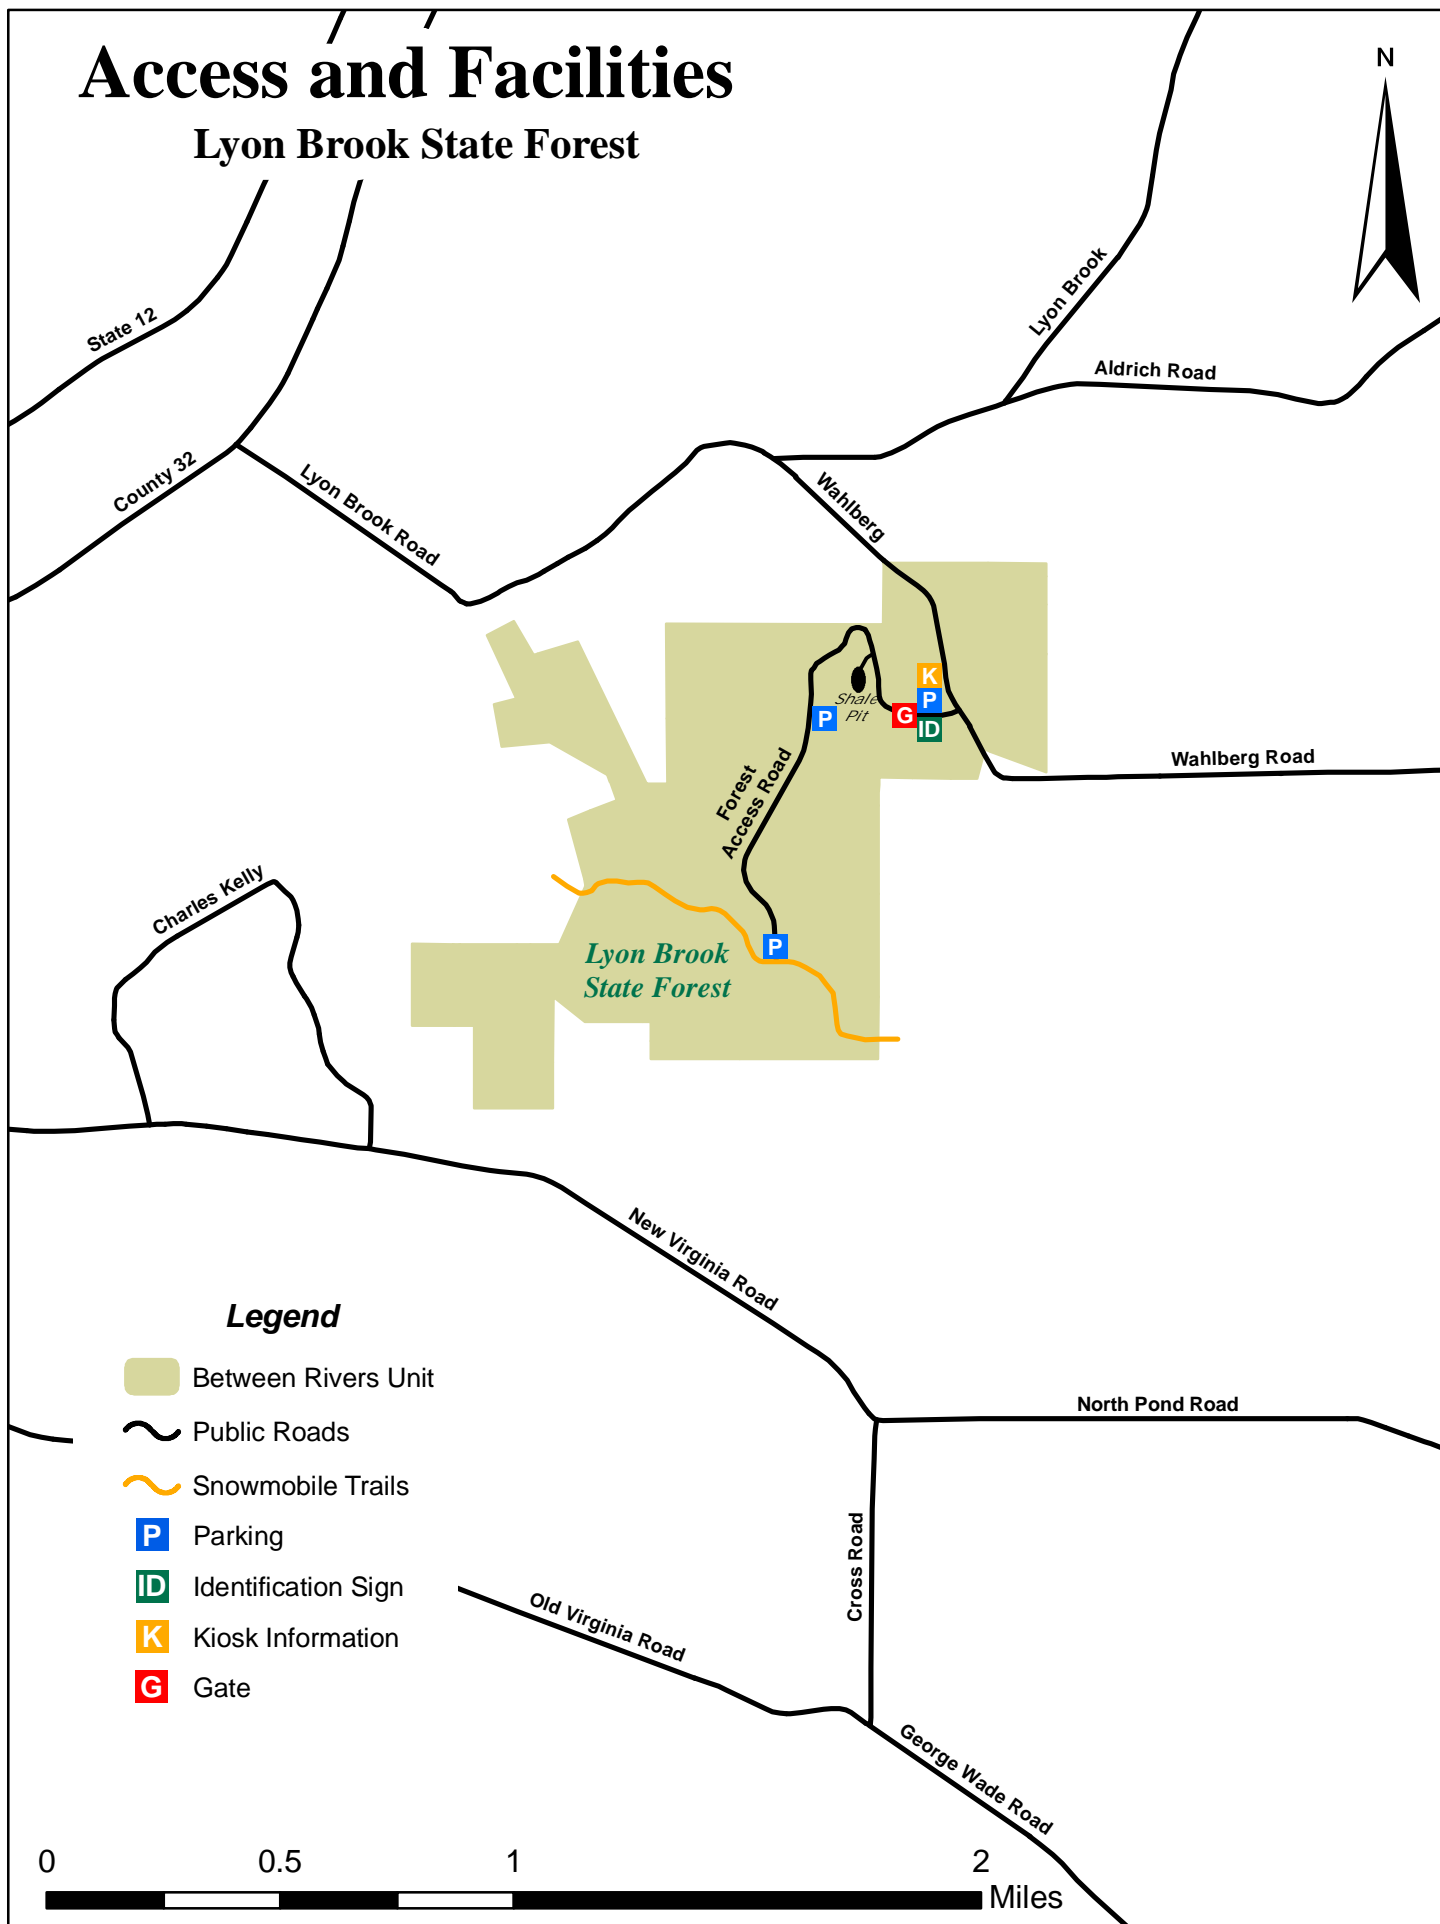 Access and Facilities
Lyon Brook State Forest
N
State 12
Lyon Brook
Aldrich Road
County 32
Lyon Brook Road
Wahlberg
K
P
Shale
Pit
P
G
ID
Wahlberg Road
Forest
Access Road
Charles Kelly
P
Lyon Brook
State Forest
New Virginia Road
Legend
Between Rivers Unit
Public Roads
Snowmobile Trails
P Parking
ID Identification Sign
K Kiosk Information
G Gate
North Pond Road
Cross Road
Old Virginia Road
George Wade Road
0 0.5 1 2
Miles